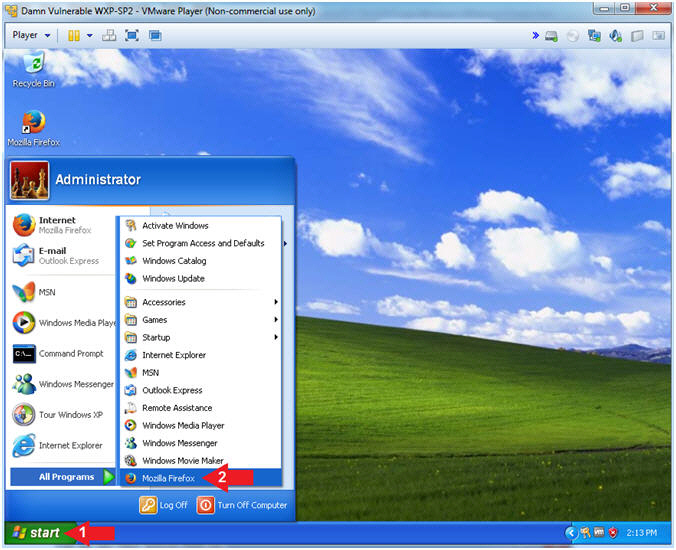 Damn Vulnerable WXP-SP2 - VMware Player (Non-commercial use only)
Player
Recycle Bin
Mozilla Firefox
Administrator
Internet
Mozilla Firefox
E-mail
Outlook Express
MSN
Windows Media Playe
Command Prompt
Windows Messenger
Tour Windows XP
Internet Explorer
All Programs
Activate Windows
Set Program Access and Defaults
Windows Catalog
Windows Update
Accessories
Games
Startup
Internet Explorer
MSN
Outlook Express
Remote Assistance
Windows Media Player
Windows Messenger
Windows Movie Maker
Mozilla Firefox
2
Log Off
Turn Off Computer
start
1
2:13 PM